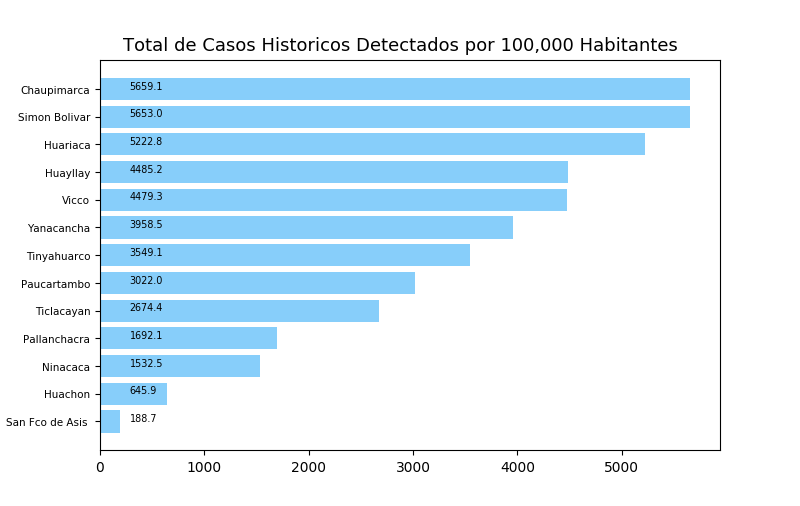 Total de Casos Historicos Detectados por 100,000 Habitantes
Chaupimarca 5659.1
Simon Bolivar 5653.0
Huariaca 5222.8
Huayllay 4485.2
Vicco 4479.3
Yanacancha 3958.5
Tinyahuarco 3549.1
Paucartambo 3022.0
Ticlacayan 2674.4
Pallanchacra 1692.1
Ninacaca 1532.5
Huachon 645.9
San Fco de Asis 188.7
0 1000 2000 3000 4000 5000